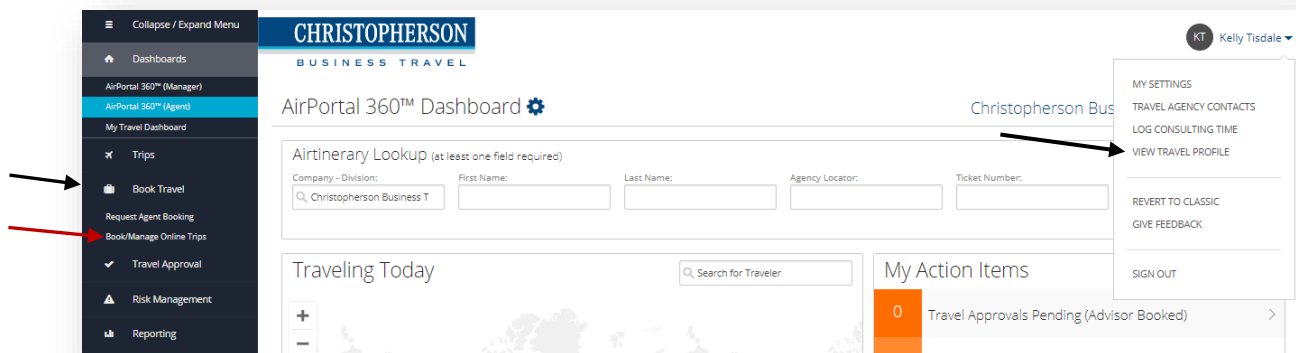 Collapse / Expand Menu
Dashboards
AirPortal 360™ (Manager)
AirPortal 360™ (Agent)
My Travel Dashboard
Trips
Book Travel
Request Agent Booking
Book/Manage Online Trips
Travel Approval
Risk Management
Reporting
CHRISTOPHERSON
BUSINESS TRAVEL
KT Kelly Tisdale
AirPortal 360™ Dashboard
Christopherson Bus
MY SETTINGS
TRAVEL AGENCY CONTACTS
LOG CONSULTING TIME
VIEW TRAVEL PROFILE
REVERT TO CLASSIC
GIVE FEEDBACK
SIGN OUT
Airtinerary Lookup (at least one field required)
Company - Division: First Name: Last Name: Agency Locator: Ticket Number:
Christopherson Business T
Traveling Today
Search for Traveler
+
−
My Action Items
0 Travel Approvals Pending (Advisor Booked)